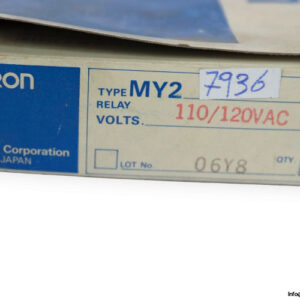 RON
TYPE MY2 7936
RELAY 110/120VAC
VOLTS.
Corporation
JAPAN
LOT No. 06Y8 QTY